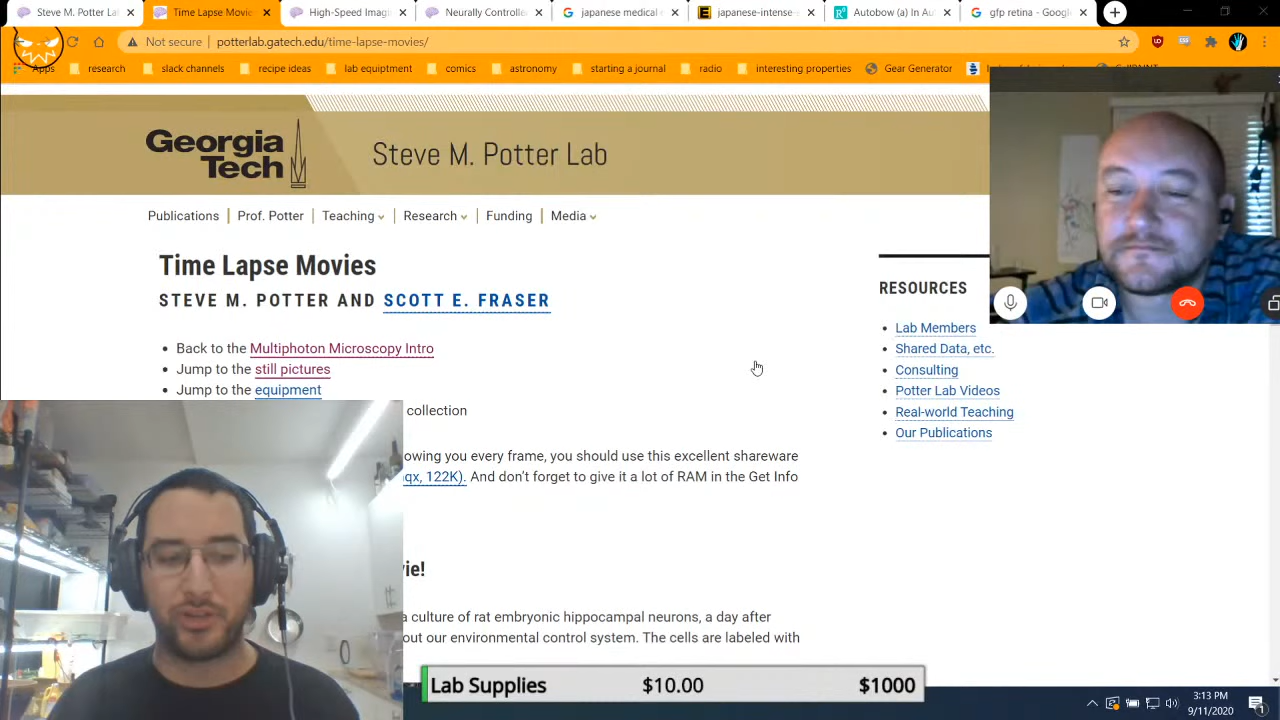 Steve M. Potter La
Time Lapse Movie
High-Speed Imagi
Neurally Controlle
japanese medical
japanese-intense-
Autobow (a) In Au
gfp retina - Google
Not secure
potterlab.gatech.edu/time-lapse-movies/
Apps
research
slack channels
recipe ideas
lab equiptment
comics
astronomy
starting a journal
radio
interesting properties
Gear Generator
Georgia
Tech
Steve M. Potter Lab
Publications
Prof. Potter
Teaching
Research
Funding
Media
Time Lapse Movies
STEVE M. POTTER AND SCOTT E. FRASER
Back to the Multiphoton Microscopy Intro
Jump to the still pictures
Jump to the equipment
collection
owing you every frame, you should use this excellent shareware
qx, 122K). And don't forget to give it a lot of RAM in the Get Info
ie!
a culture of rat embryonic hippocampal neurons, a day after
out our environmental control system. The cells are labeled with
RESOURCES
Lab Members
Shared Data, etc.
Consulting
Potter Lab Videos
Real-world Teaching
Our Publications
Lab Supplies $10.00 $1000
3:13 PM
9/11/2020